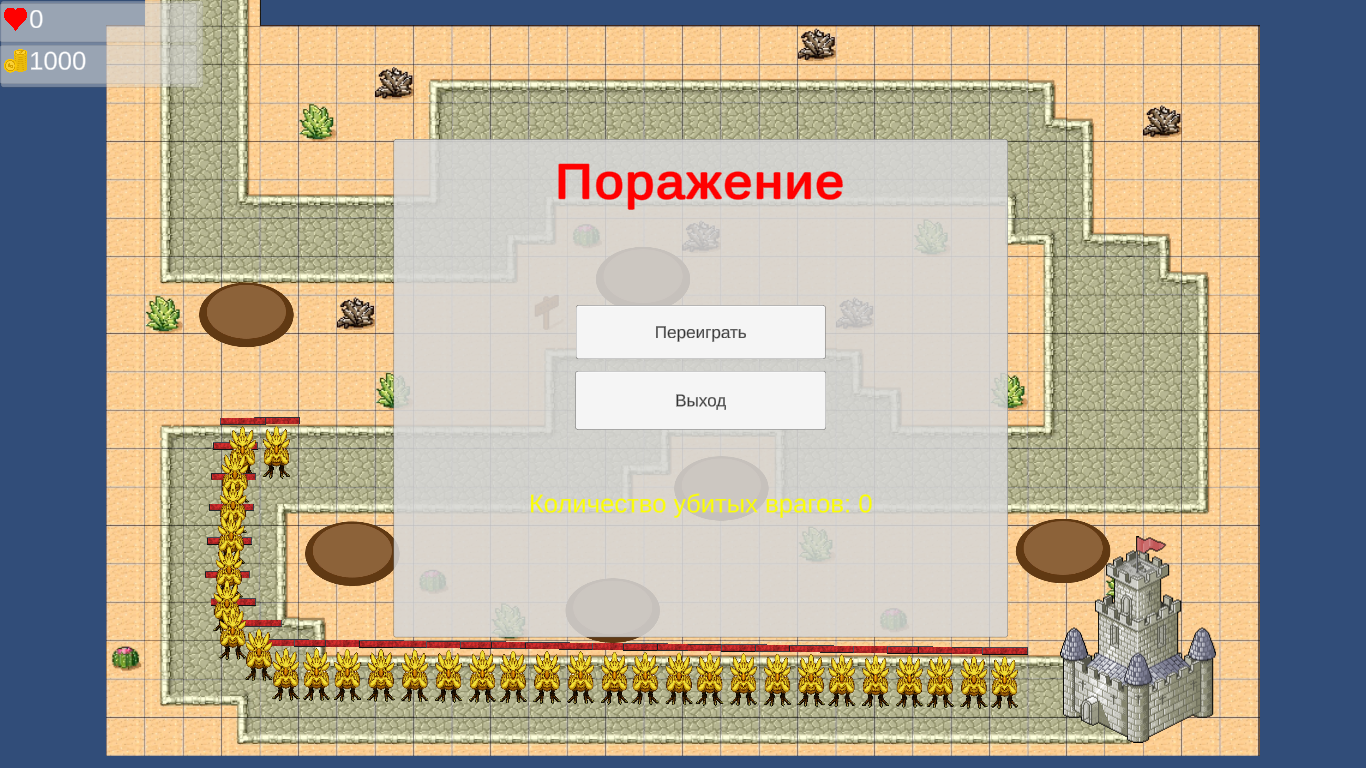 0
1000
Поражение
Переиграть
Выход
Количество убитых врагов: 0